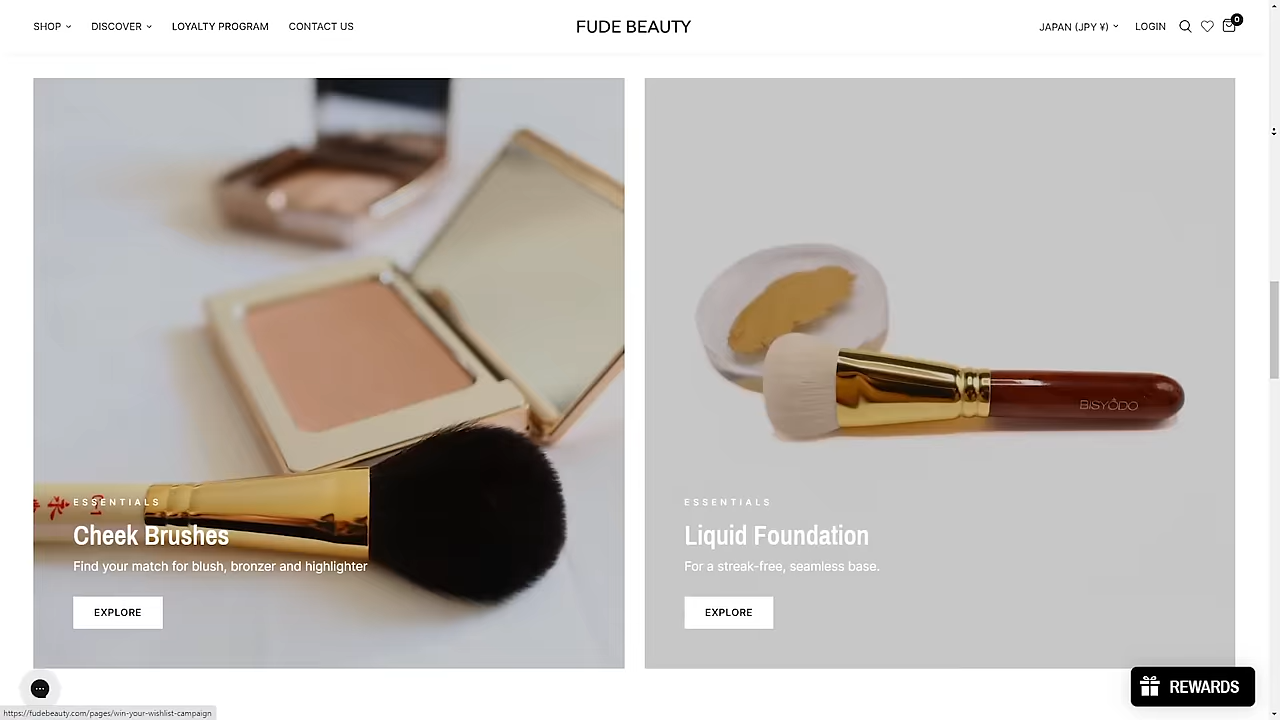 SHOP
DISCOVER
LOYALTY PROGRAM
CONTACT US
FUDE BEAUTY
JAPAN (JPY ¥)
LOGIN
0
BISYODO
ESSENTIALS
Cheek Brushes
Find your match for blush, bronzer and highlighter
EXPLORE
ESSENTIALS
Liquid Foundation
For a streak-free, seamless base.
EXPLORE
REWARDS
https://fudebeauty.com/pages/win-your-wishlist-campaign